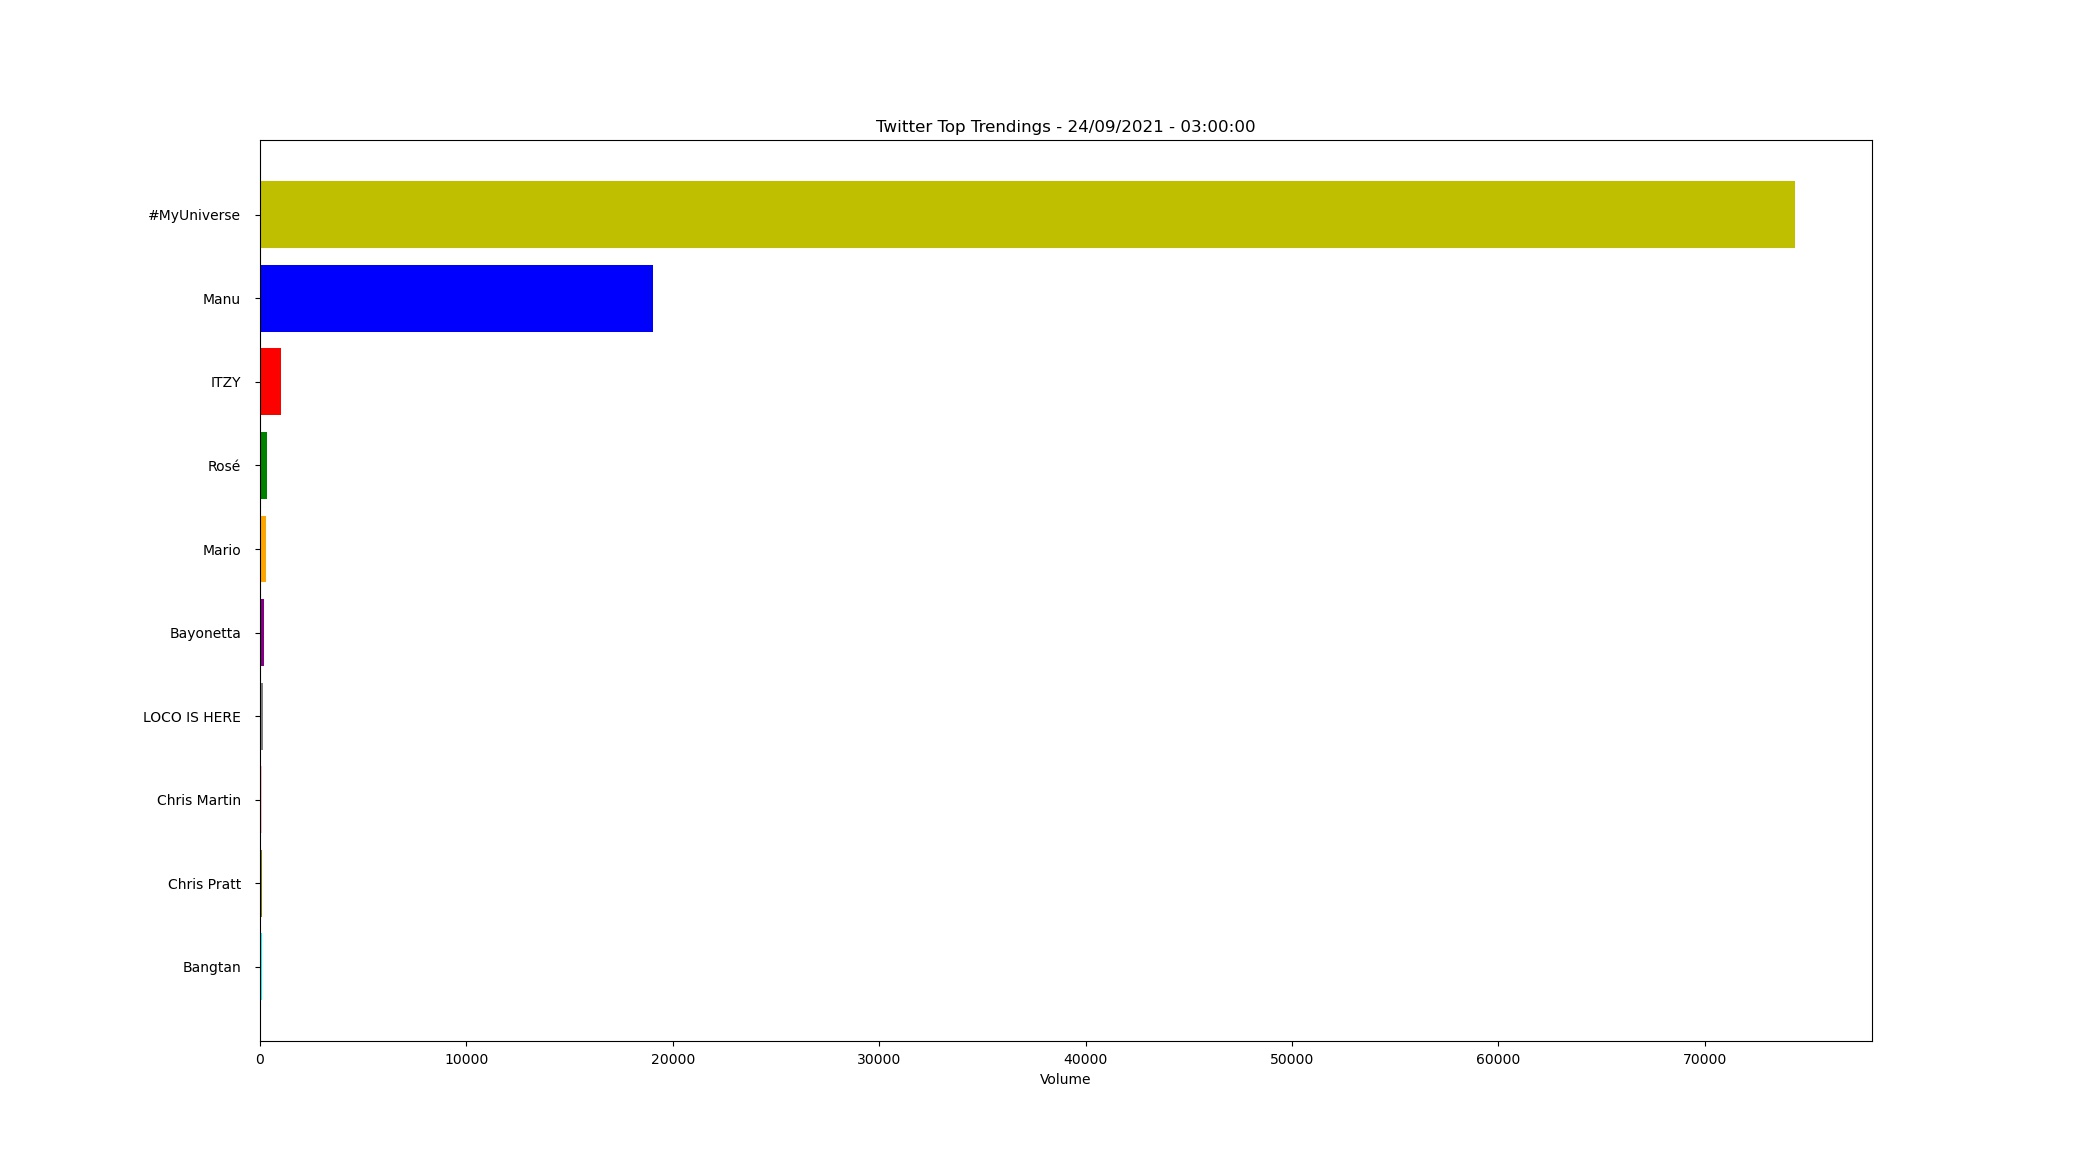 Twitter Top Trendings - 24/09/2021 - 03:00:00
#MyUniverse
Manu
ITZY
Rosé
Mario
Bayonetta
LOCO IS HERE
Chris Martin
Chris Pratt
Bangtan
0 10000 20000 30000 40000 50000 60000 70000
Volume